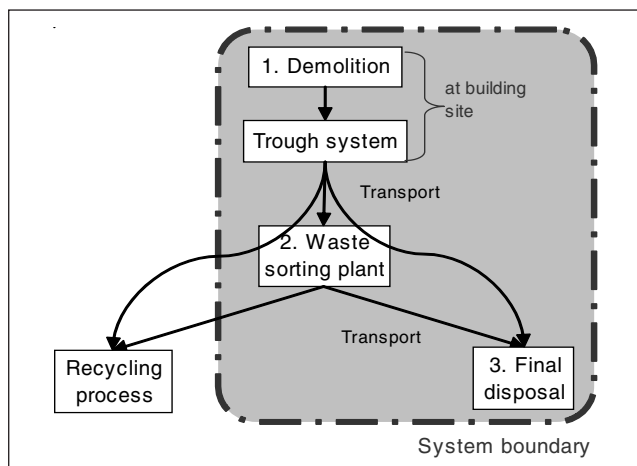 1. Demolition
at building
site
Trough system
Transport
2. Waste
sorting plant
Transport
Recycling
process
3. Final
disposal
System boundary